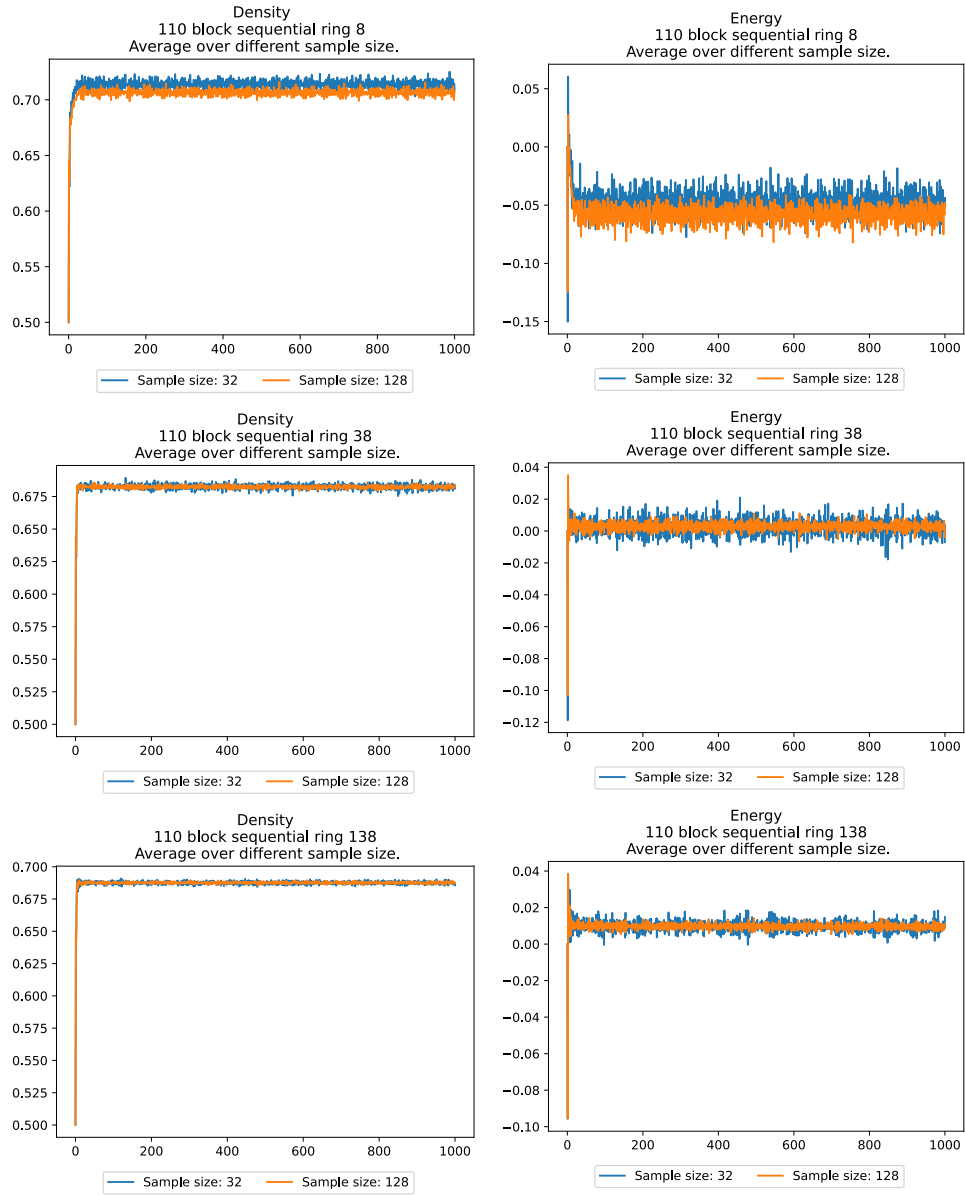 Density
110 block sequential ring 8
Average over different sample size.
0.70
0.65
0.60
0.55
0.50
0
200
400
600
800
1000
Sample size: 32
Sample size: 128
Energy
110 block sequential ring 8
Average over different sample size.
0.05
0.00
−0.05
−0.10
−0.15
0
200
400
600
800
1000
Sample size: 32
Sample size: 128
Density
110 block sequential ring 38
Average over different sample size.
0.675
0.650
0.625
0.600
0.575
0.550
0.525
0.500
0
200
400
600
800
1000
Sample size: 32
Sample size: 128
Energy
110 block sequential ring 38
Average over different sample size.
0.04
0.02
0.00
−0.02
−0.04
−0.06
−0.08
−0.10
−0.12
0
200
400
600
800
1000
Sample size: 32
Sample size: 128
Density
110 block sequential ring 138
Average over different sample size.
0.700
0.675
0.650
0.625
0.600
0.575
0.550
0.525
0.500
0
200
400
600
800
1000
Sample size: 32
Sample size: 128
Energy
110 block sequential ring 138
Average over different sample size.
0.04
0.02
0.00
−0.02
−0.04
−0.06
−0.08
−0.10
0
200
400
600
800
1000
Sample size: 32
Sample size: 128